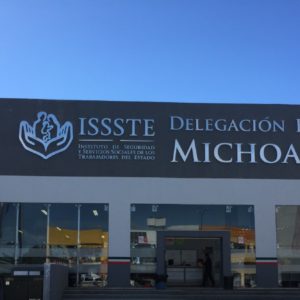 ISSSTE
INSTITUTO DE SEGURIDAD
Y SERVICIOS SOCIALES DE LOS
TRABAJADORES DEL ESTADO
DELEGACIÓN
MICHOA